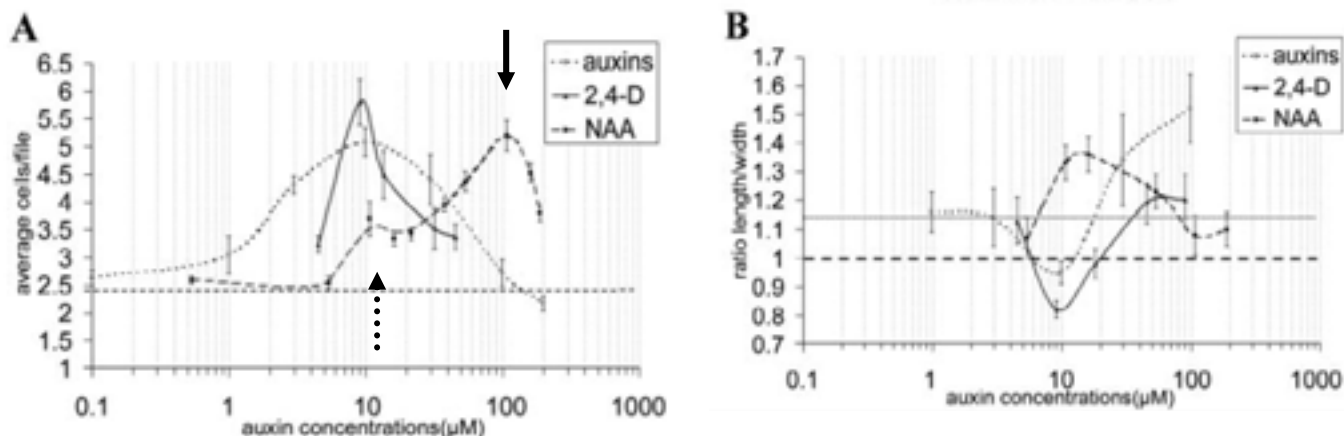 A
6.5
6
5.5
5
4.5
4
3.5
3
2.5
2
1.5
1
average cells/file
0.1 1 10 100 1000
auxin concentrations(µM)
auxins
2,4-D
NAA
B
1.7
1.6
1.5
1.4
1.3
1.2
1.1
1
0.9
0.8
0.7
ratio length/width
0.1 1 10 100 1000
auxin concentrations(µM)
auxins
2,4-D
NAA